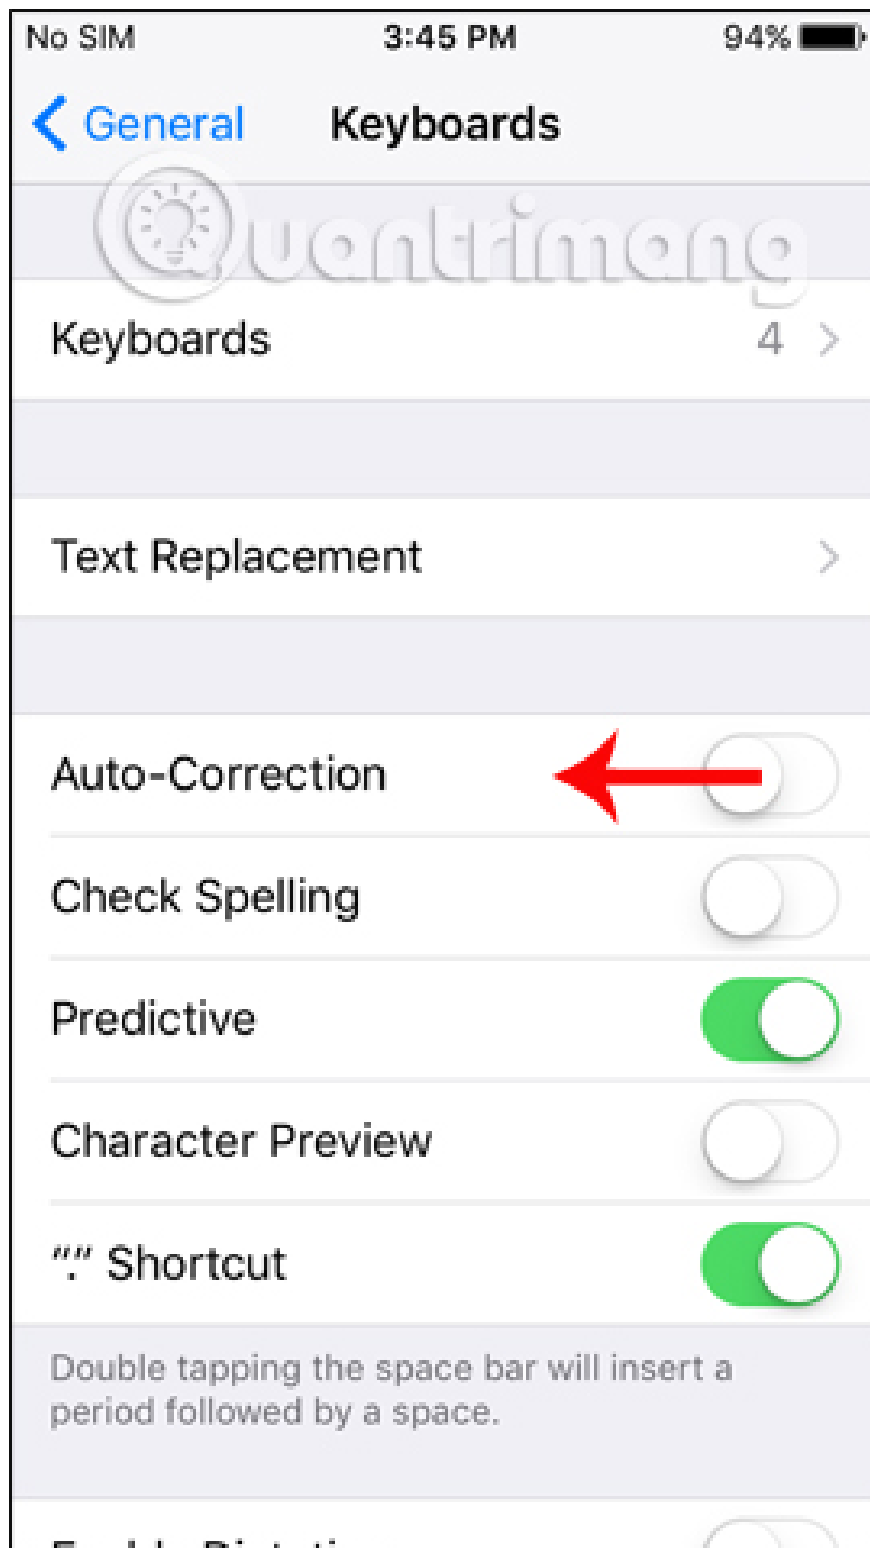 No SIM 3:45 PM 94%
General Keyboards
Quantrimang
Keyboards 4
Text Replacement
Auto-Correction
Check Spelling
Predictive
Character Preview
“.” Shortcut
Double tapping the space bar will insert a
period followed by a space.